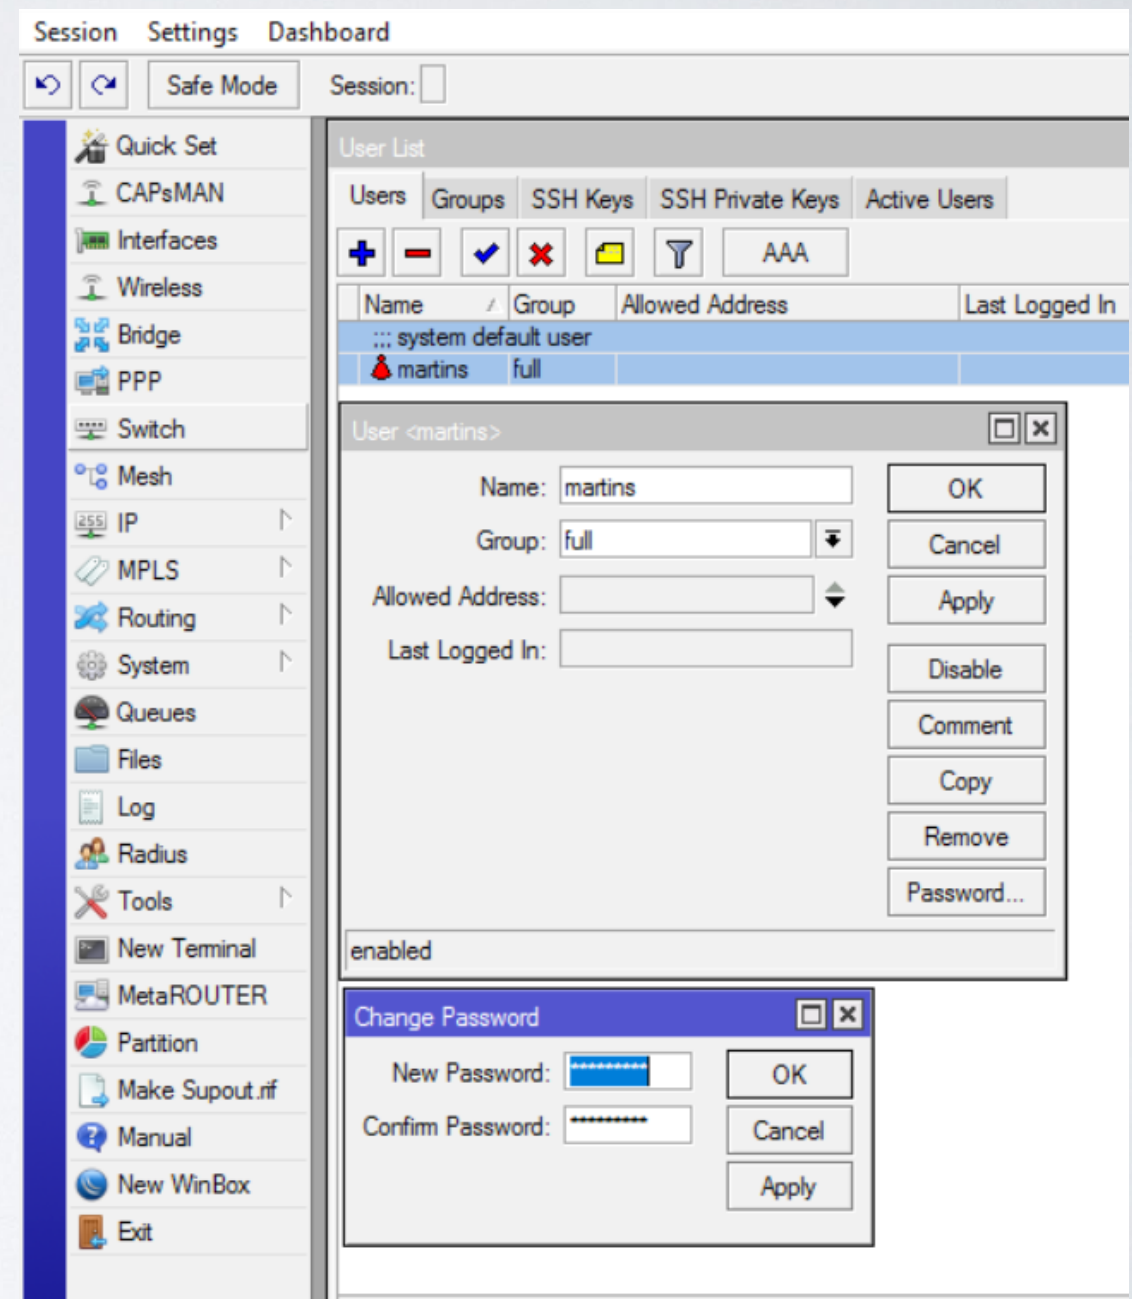 Session Settings Dashboard
Safe Mode Session:
Quick Set
CAPsMAN
Interfaces
Wireless
Bridge
PPP
Switch
Mesh
255 IP
MPLS
Routing
System
Queues
Files
Log
Radius
Tools
New Terminal
MetaROUTER
Partition
Make Supout.rif
Manual
New WinBox
Exit
User List
Users Groups SSH Keys SSH Private Keys Active Users
AAA
Name Group Allowed Address Last Logged In
;;; system default user
martins full
User <martins>
Name: martins
Group: full
Allowed Address:
Last Logged In:
OK
Cancel
Apply
Disable
Comment
Copy
Remove
Password...
enabled
Change Password
New Password: *********
Confirm Password: *********
OK
Cancel
Apply